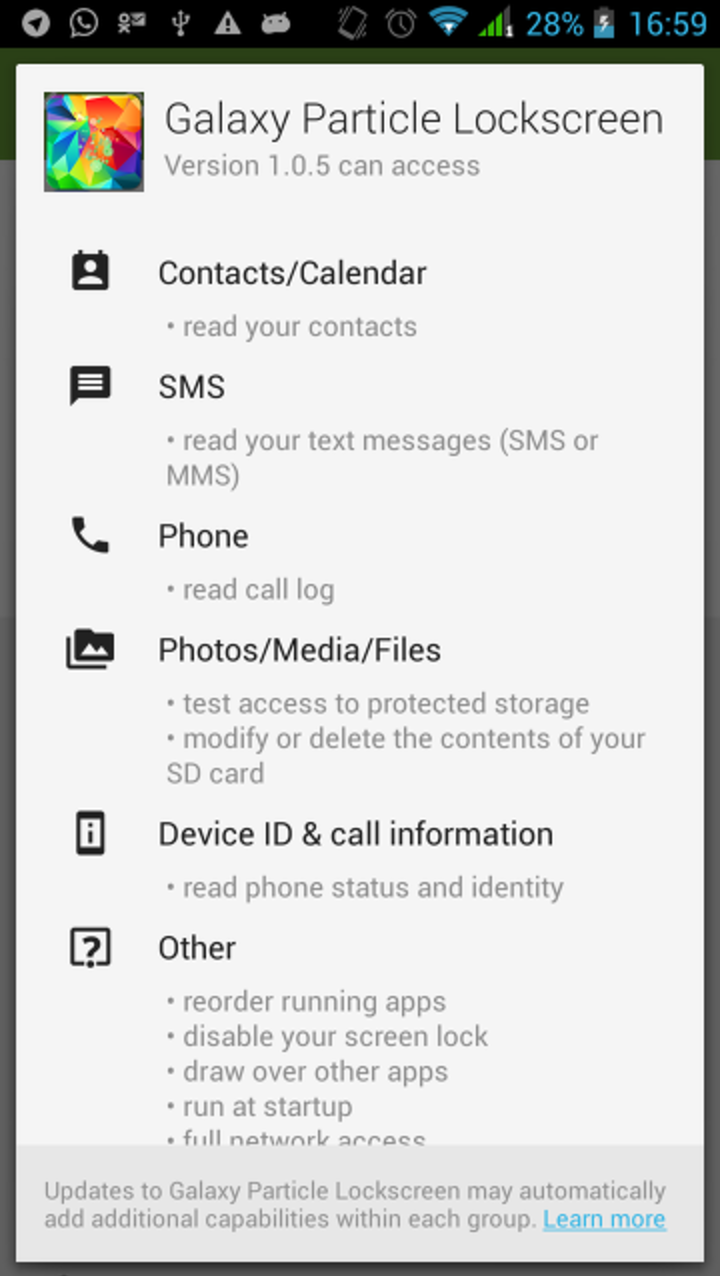 28% 16:59
Galaxy Particle Lockscreen
Version 1.0.5 can access
Contacts/Calendar
• read your contacts
SMS
• read your text messages (SMS or
MMS)
Phone
• read call log
Photos/Media/Files
• test access to protected storage
• modify or delete the contents of your
SD card
Device ID & call information
• read phone status and identity
Other
• reorder running apps
• disable your screen lock
• draw over other apps
• run at startup
• full network access
Updates to Galaxy Particle Lockscreen may automatically
add additional capabilities within each group. Learn more